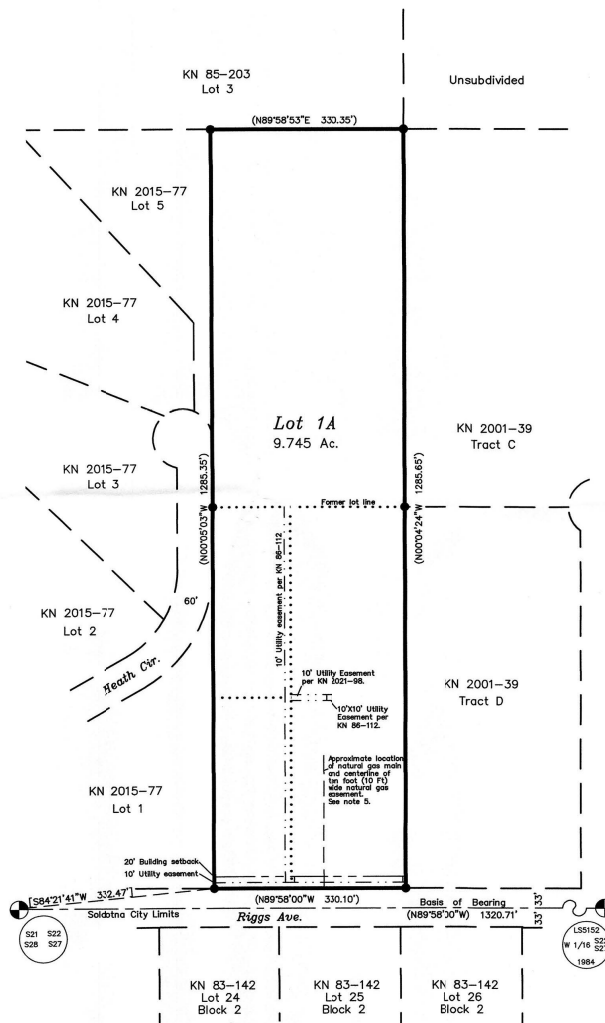 KN 85-203
Lot 3
Unsubdivided
(N89°58'53"E 330.35')
KN 2015-77
Lot 5
KN 2015-77
Lot 4
Lot 1A
9.745 Ac.
KN 2001-39
Tract C
(N00°05'03"W 1285.35')
(N00°04'24"W 1285.65')
KN 2015-77
Lot 3
Former lot line
10' Utility easement per KN 86-112
60'
KN 2015-77
Lot 2
Heath Cir.
10' Utility Easement
per KN 2021-98.
10'X10' Utility
Easement per
KN 86-112.
KN 2001-39
Tract D
Approximate location
of natural gas main
and centerline of
ten foot (10 Ft)
wide natural gas
easement.
See note 5.
KN 2015-77
Lot 1
20' Building setback
10' Utility easement
[S84°21'41"W 332.47']
(N89°58'00"W 330.10')
Basis of Bearing
33'
Soldotna City Limits
Riggs Ave.
(N89°58'00"W) 1320.71'
33'
S21 S22
S28 S27
LS5152
W 1/16 S22
S27
1984
KN 83-142
Lot 24
Block 2
KN 83-142
Lot 25
Block 2
KN 83-142
Lot 26
Block 2